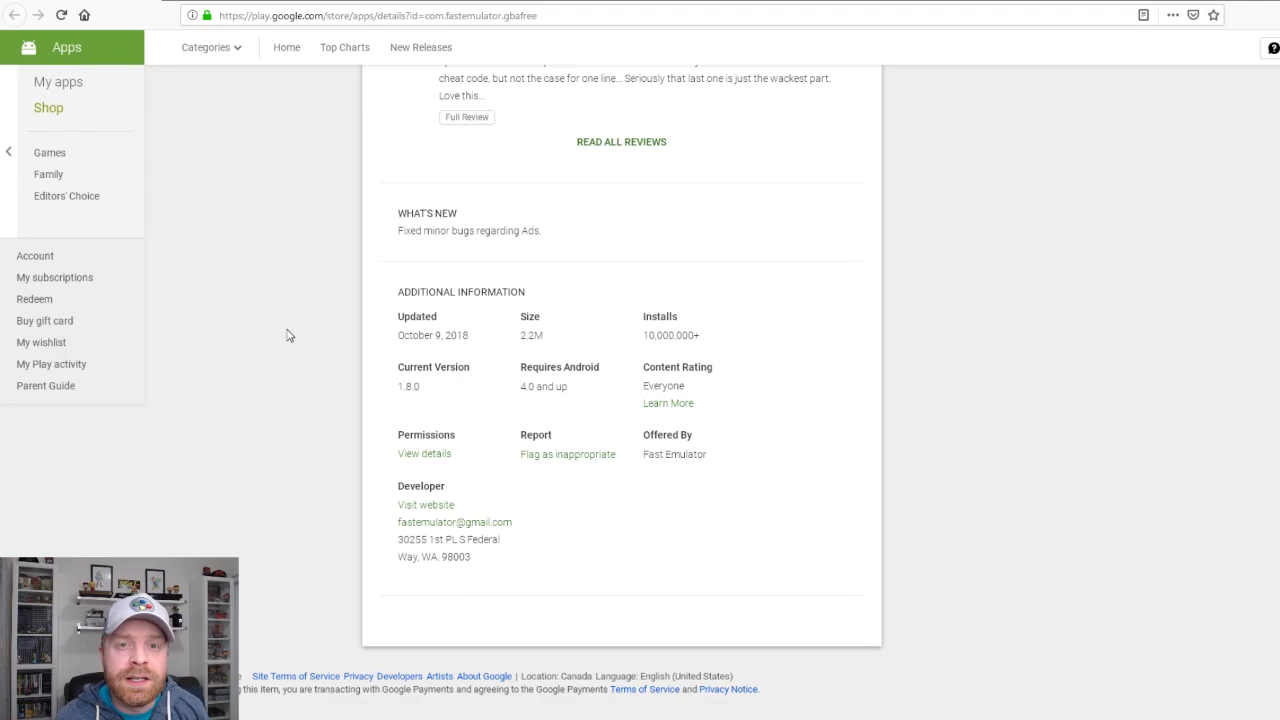 https://play.google.com/store/apps/details?id=com.fastemulator.gbafree
Apps
Categories
Home
Top Charts
New Releases
My apps
Shop
Games
Family
Editors' Choice
Account
My subscriptions
Redeem
Buy gift card
My wishlist
My Play activity
Parent Guide
cheat code, but not the case for one line... Seriously that last one is just the wackest part.
Love this...
Full Review
READ ALL REVIEWS
WHAT'S NEW
Fixed minor bugs regarding Ads.
ADDITIONAL INFORMATION
Updated Size Installs
October 9, 2018 2.2M 10,000,000+
Current Version Requires Android Content Rating
1.8.0 4.0 and up Everyone
Learn More
Permissions Report Offered By
View details Flag as inappropriate Fast Emulator
Developer
Visit website
fastemulator@gmail.com
30255 1st PL S Federal
Way, WA. 98003
Site Terms of Service Privacy Developers Artists About Google | Location: Canada Language: English (United States)
this item, you are transacting with Google Payments and agreeing to the Google Payments Terms of Service and Privacy Notice.